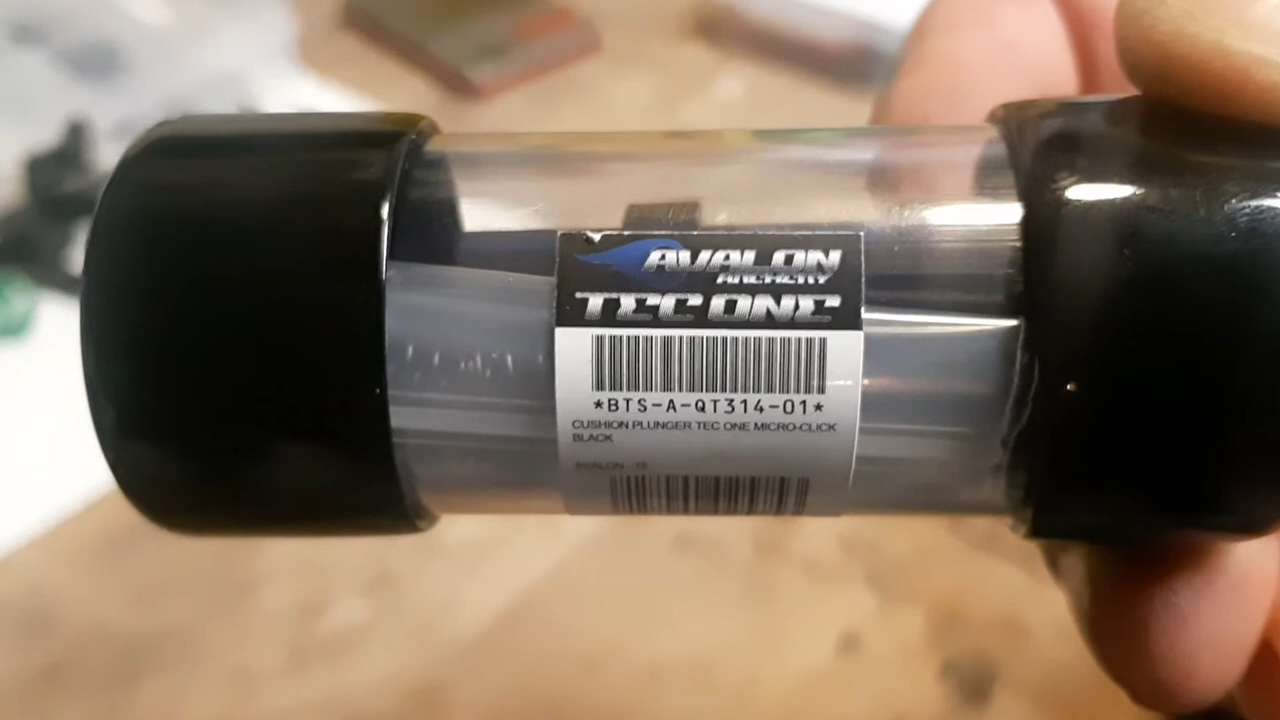 AVALON
ARCHERY
TEC ONE
*BTS-A-QT314-01*
CUSHION PLUNGER TEC ONE MICRO-CLICK
BLACK